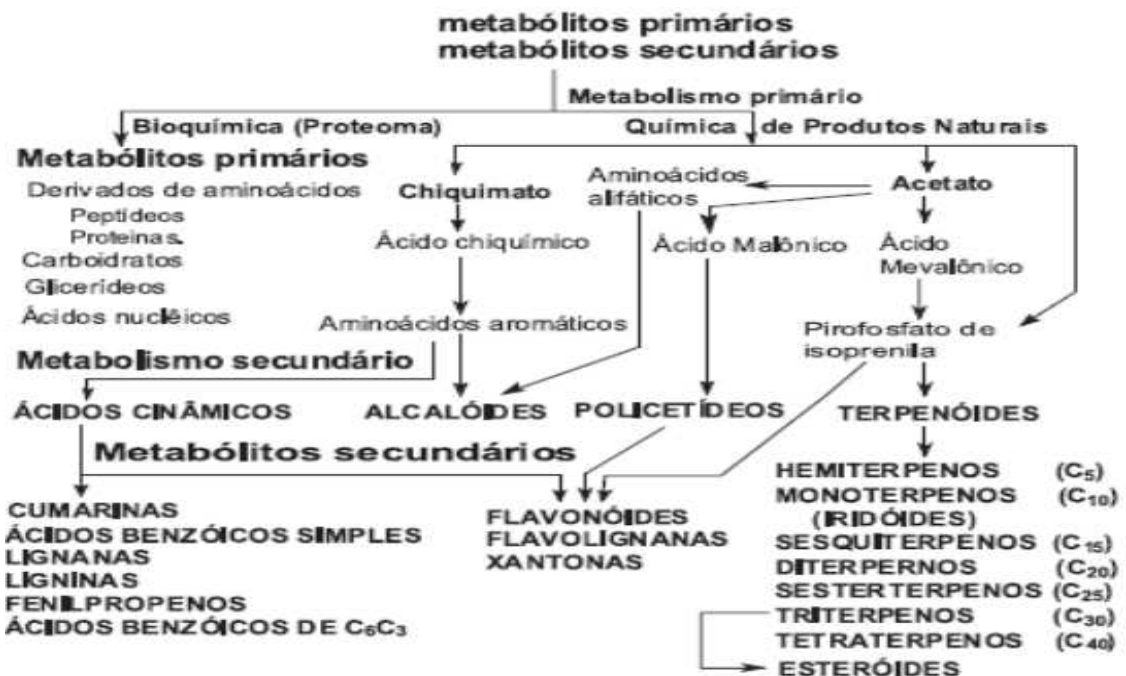 metabólitos primários
metabólitos secundários
Metabolismo primário
Bioquímica (Proteoma)
Química de Produtos Naturais
Metabólitos primários
Derivados de aminoácidos
Peptídeos
Proteinas.
Carboidratos
Glicerídeos
Ácidos nuclêicos
Chiquimato
Ácido chiquímico
Aminoácidos aromáticos
Aminoácidos
alifáticos
Acetato
Ácido Malônico
Ácido
Mevalônico
Pirofosfato de
isoprenila
Metabolismo secundário
ÁCIDOS CINÂMICOS
ALCALÓIDES
POLICETÍDEOS
TERPENÓIDES
Metabólitos secundários
CUMARINAS
ÁCIDOS BENZÓICOS SIMPLES
LIGNANAS
LIGNINAS
FENILPROPENOS
ÁCIDOS BENZÓICOS DE C₆C₃
FLAVONÓIDES
FLAVOLIGNANAS
XANTONAS
HEMITERPENOS (C₅)
MONOTERPENOS (C₁₀)
(IRIDÓIDES)
SESQUITERPENOS (C₁₅)
DITERPERNOS (C₂₀)
SESTERTERPENOS (C₂₅)
TRITERPENOS (C₃₀)
TETRATERPENOS (C₄₀)
ESTERÓIDES